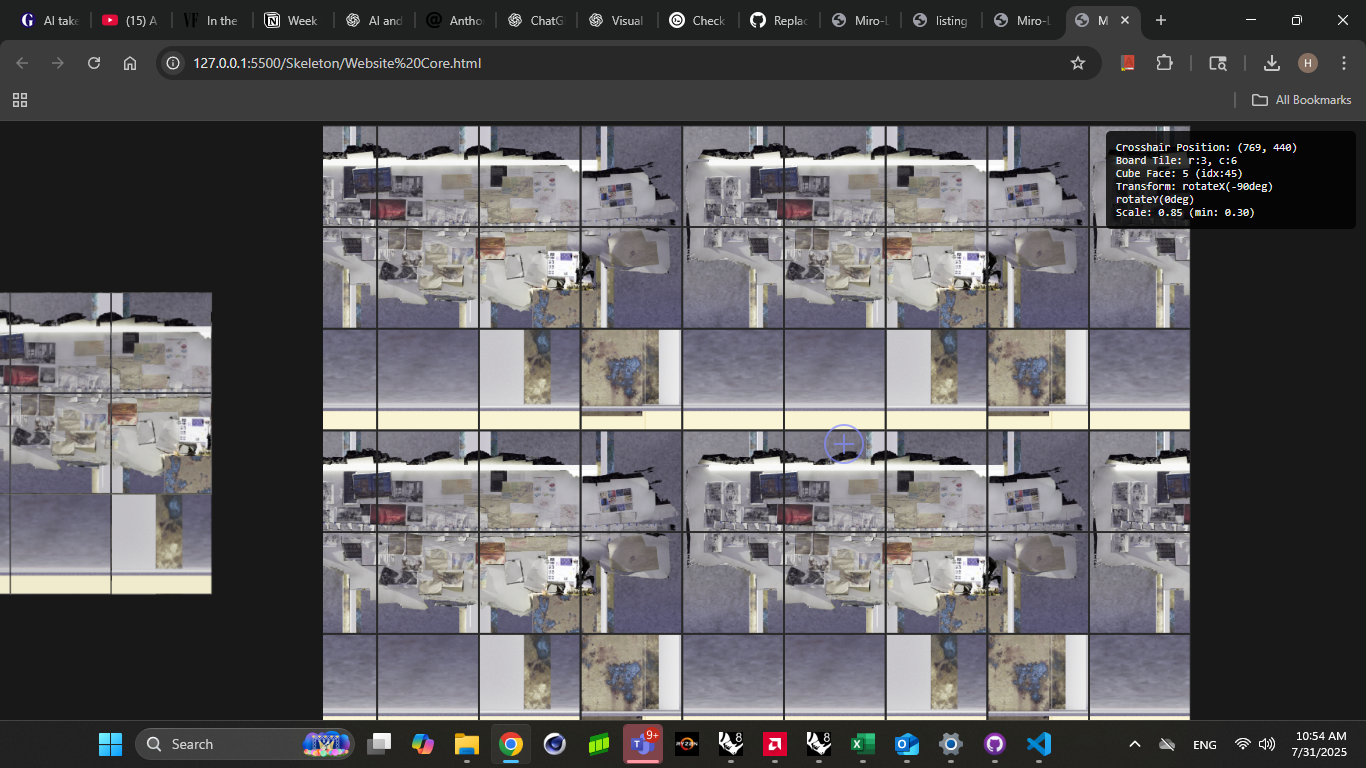 AI take
(15) A
In the
Week
AI and
Antho
ChatG
Visual
Check
Replac
Miro-L
listing
Miro-L
M
127.0.0.1:5500/Skeleton/Website%20Core.html
H
All Bookmarks
Crosshair Position: (769, 440)
Board Tile: r:3, c:6
Cube Face: 5 (idx:45)
Transform: rotateX(-90deg)
rotateY(0deg)
Scale: 0.85 (min: 0.30)
Search
9+
RYZEN
8
8
ENG
10:54 AM
7/31/2025